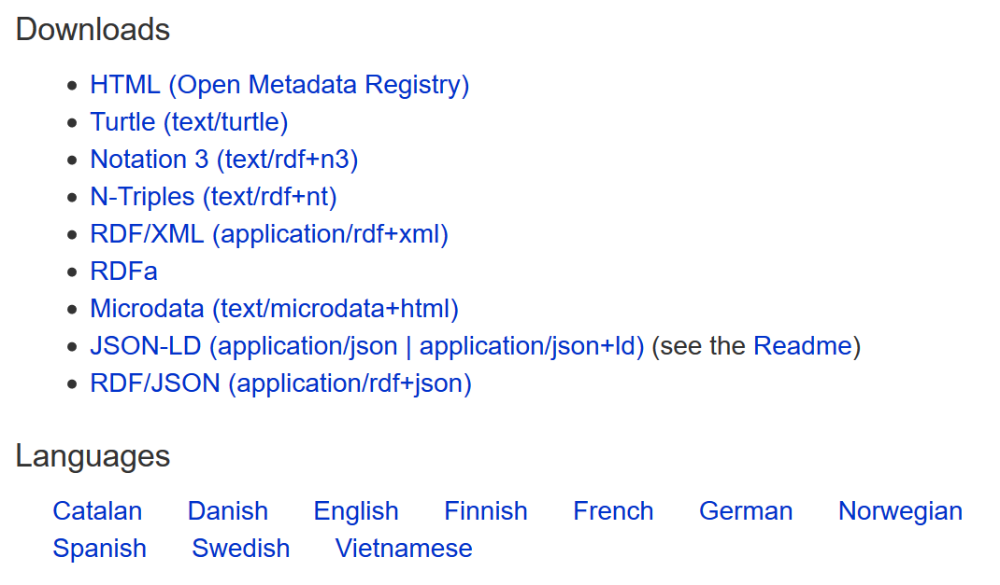 Downloads
HTML (Open Metadata Registry)
Turtle (text/turtle)
Notation 3 (text/rdf+n3)
N-Triples (text/rdf+nt)
RDF/XML (application/rdf+xml)
RDFa
Microdata (text/microdata+html)
JSON-LD (application/json | application/json+ld) (see the Readme)
RDF/JSON (application/rdf+json)
Languages
Catalan Danish English Finnish French German Norwegian
Spanish Swedish Vietnamese